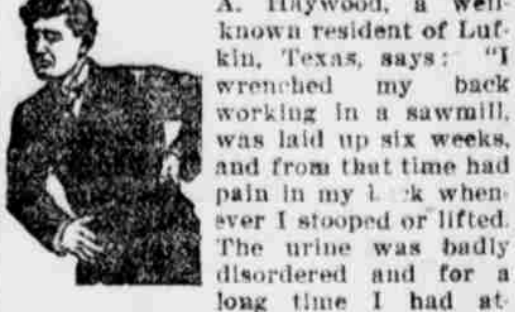 A. Haywood, a well-
known resident of Luf-
kin, Texas, says: "I
wrenched my back
working in a sawmill,
was laid up six weeks,
and from that time had
pain in my when-
ever I stooped or lifted.
The urine was badly
disordered and for a
long time I had at-